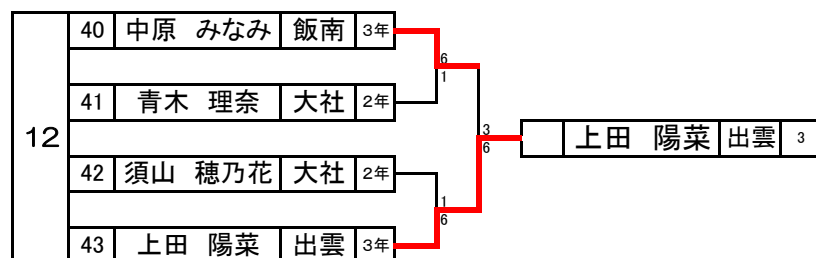 40 中原 みなみ 飯南 3年
6
1
41 青木 理奈 大社 2年
12
3
6
上田 陽菜 出雲 3
42 須山 穂乃花 大社 2年
1
6
43 上田 陽菜 出雲 3年